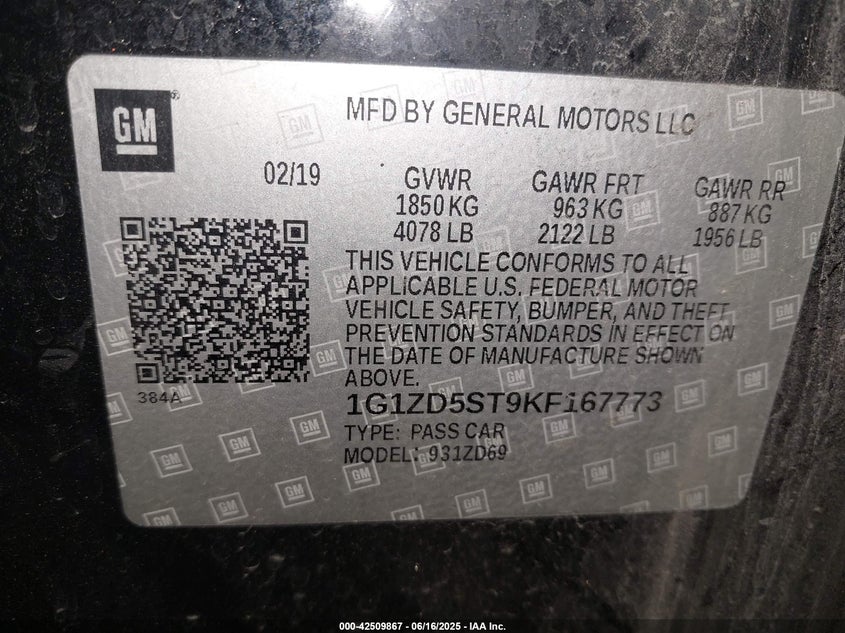 GM
MFD BY GENERAL MOTORS LLC
02/19
GVWR
1850 KG
4078 LB
GAWR FRT
963 KG
2122 LB
GAWR RR
887 KG
1956 LB
THIS VEHICLE CONFORMS TO ALL
APPLICABLE U.S. FEDERAL MOTOR
VEHICLE SAFETY, BUMPER, AND THEFT
PREVENTION STANDARDS IN EFFECT ON
THE DATE OF MANUFACTURE SHOWN
ABOVE.
384A
1G1ZD5ST9KF167773
TYPE: PASS CAR
MODEL: 931ZD69
000-42509867 - 06/16/2025 - IAA Inc.